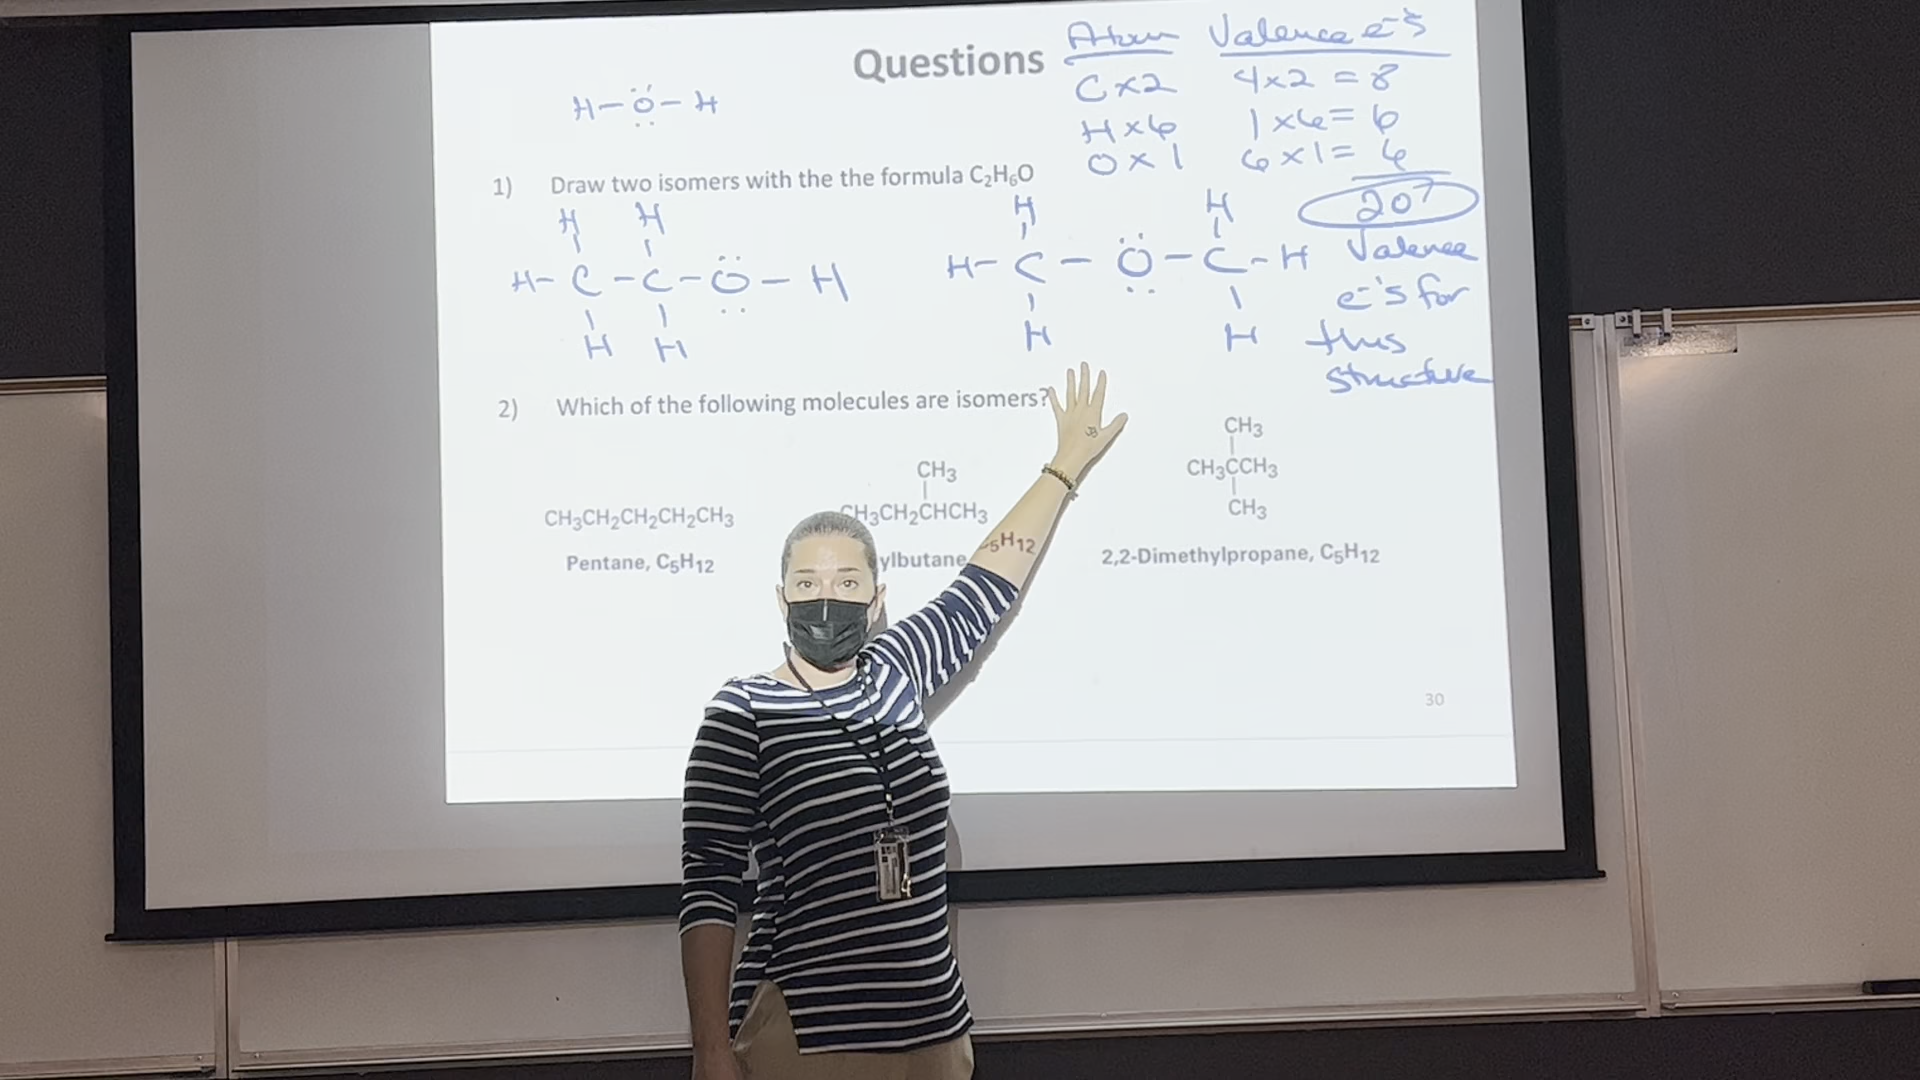 Questions
Atom Valence e-'s
C x 2 4 x 2 = 8
H x 6 1 x 6 = 6
O x 1 6 x 1 = 6
20
Valence
e-'s for
this
structure
H – Ö – H
1) Draw two isomers with the the formula C₂H₆O
H H
H – C – C – O – H
H H
H H
H – C – O – C – H
H H
2) Which of the following molecules are isomers?
CH₃CH₂CH₂CH₂CH₃
Pentane, C₅H₁₂
CH₃
CH₃CH₂CHCH₃
ylbutane, C₅H₁₂
CH₃
CH₃CCH₃
CH₃
2,2-Dimethylpropane, C₅H₁₂
30